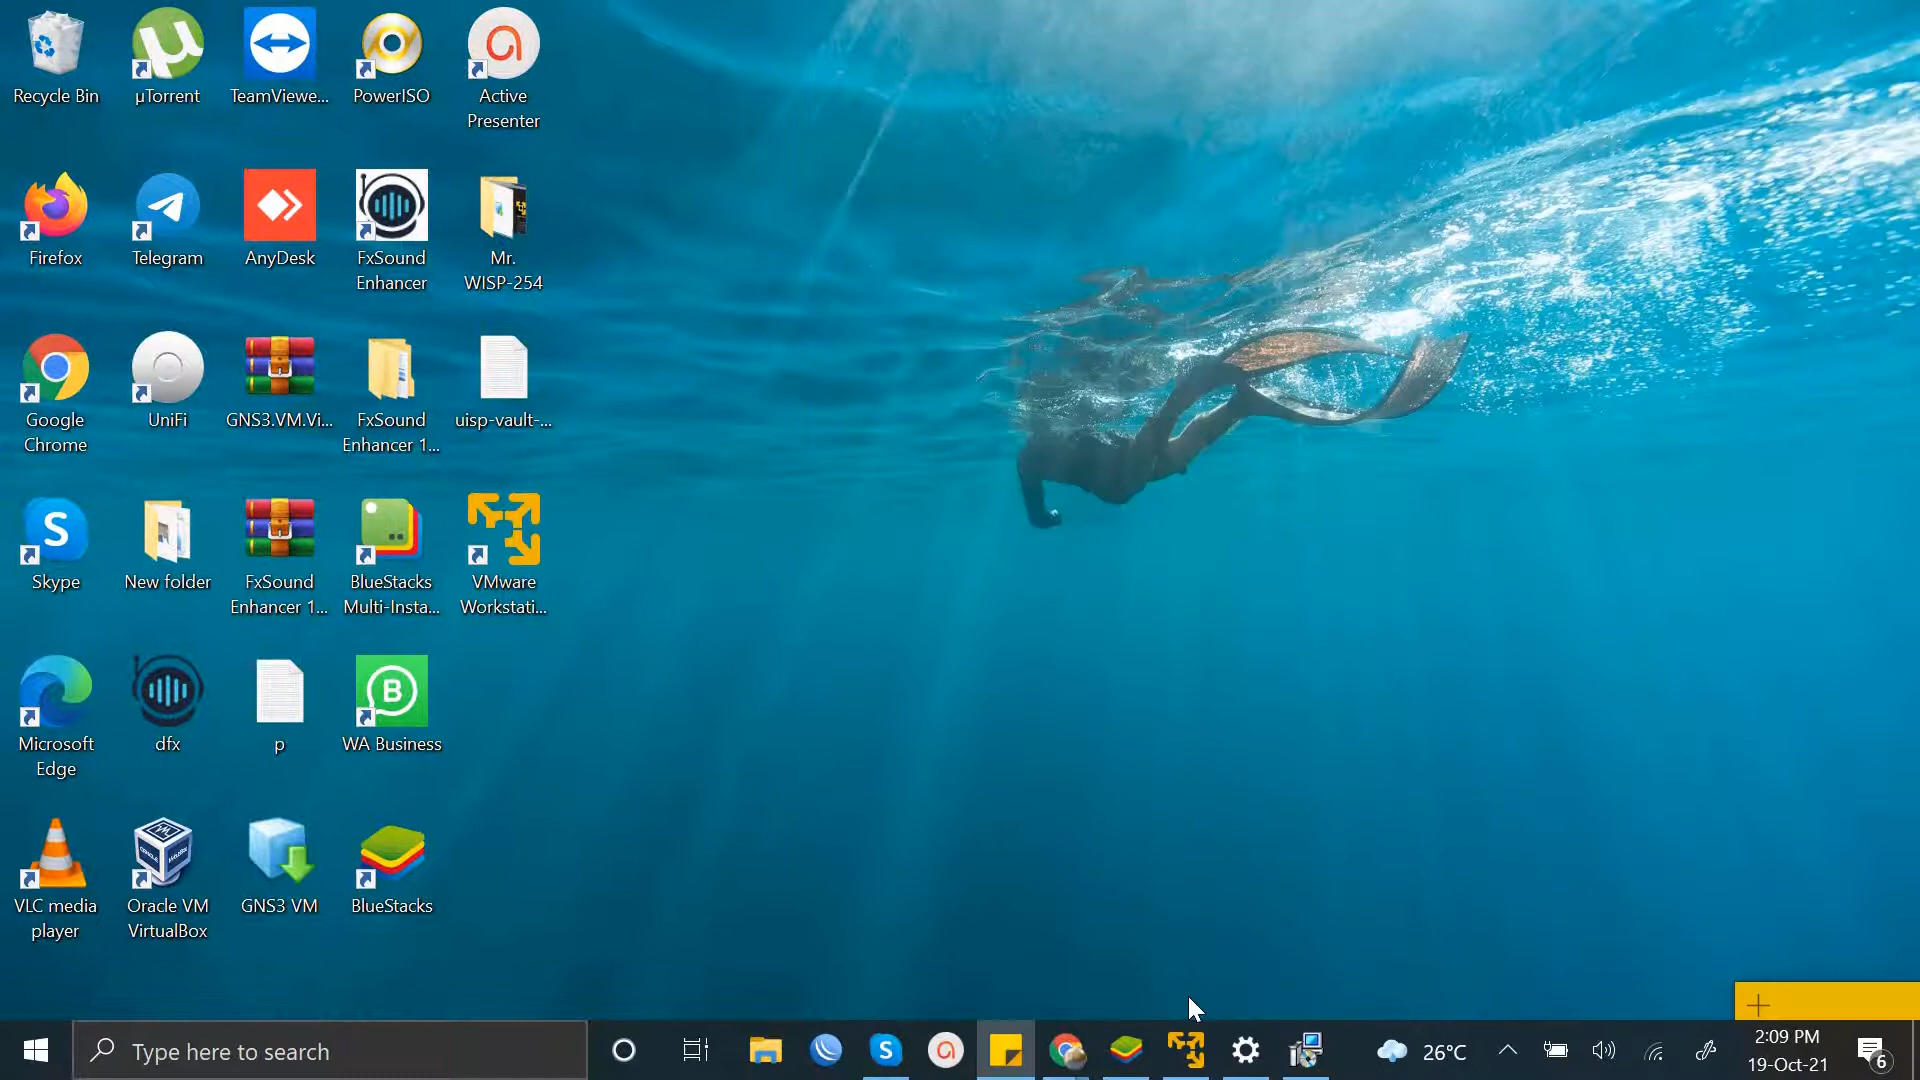 Recycle Bin
µTorrent
TeamViewe...
PowerISO
Active
Presenter
Firefox
Telegram
AnyDesk
FxSound
Enhancer
Mr.
WISP-254
Google
Chrome
UniFi
GNS3.VM.Vi...
FxSound
Enhancer 1...
uisp-vault-...
Skype
New folder
FxSound
Enhancer 1...
BlueStacks
Multi-Insta...
VMware
Workstati...
Microsoft
Edge
dfx
p
WA Business
VLC media
player
Oracle VM
VirtualBox
GNS3 VM
BlueStacks
Type here to search
26°C
2:09 PM
19-Oct-21
6